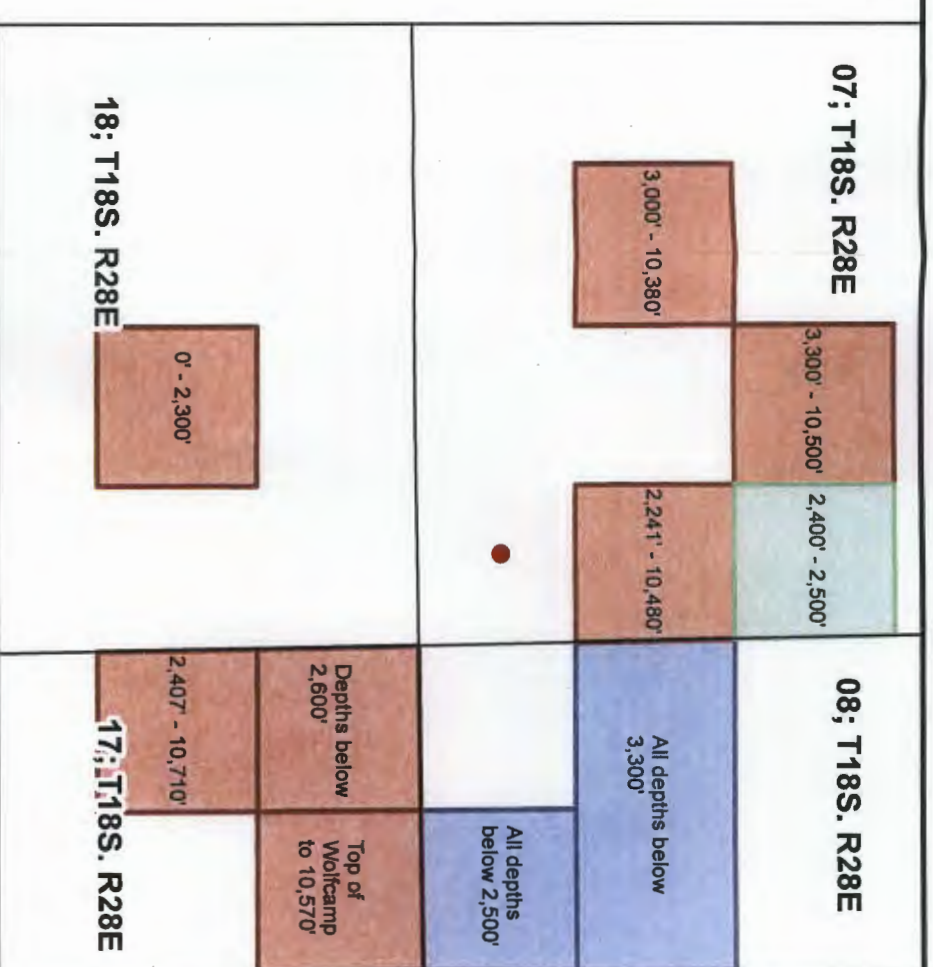 07; T18S. R28E
08; T18S. R28E
3,300' - 10,500'
2,400' - 2,500'
3,000' - 10,380'
2,241' - 10,480'
All depths below
3,300'
All depths
below 2,500'
18; T18S. R28E
0' - 2,300'
Depths below
2,600'
Top of
Wolfcamp
to 10,570'
2,407' - 10,710'
17; T18S. R28E